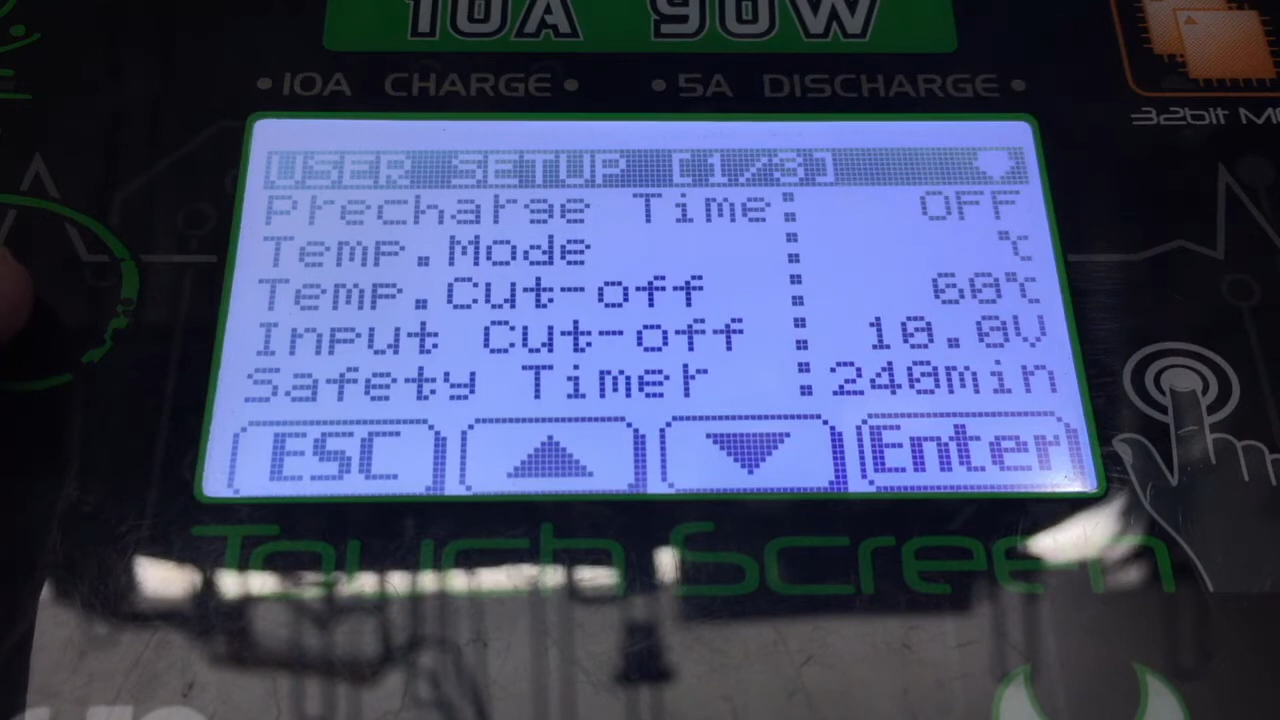 10A 90W
•10A CHARGE• •5A DISCHARGE•
32bit
USER SETUP [1/3]
Precharge Time: OFF
Temp.Mode : ℃
Temp.Cut-off : 60℃
Input Cut-off : 10.0V
Safety Timer :240min
ESC ▲ ▼ Enter
Touch Screen